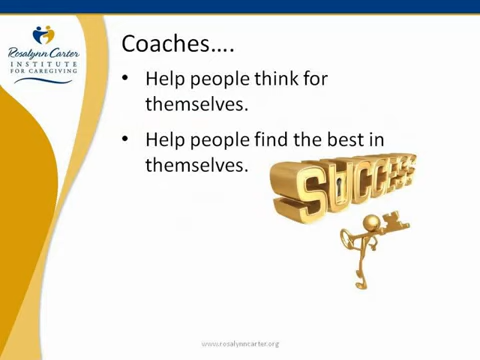 Rosalynn Carter
INSTITUTE
FOR CAREGIVING
Coaches....
• Help people think for
themselves.
• Help people find the best in
themselves.
SUCCESS
www.rosalynncarter.org